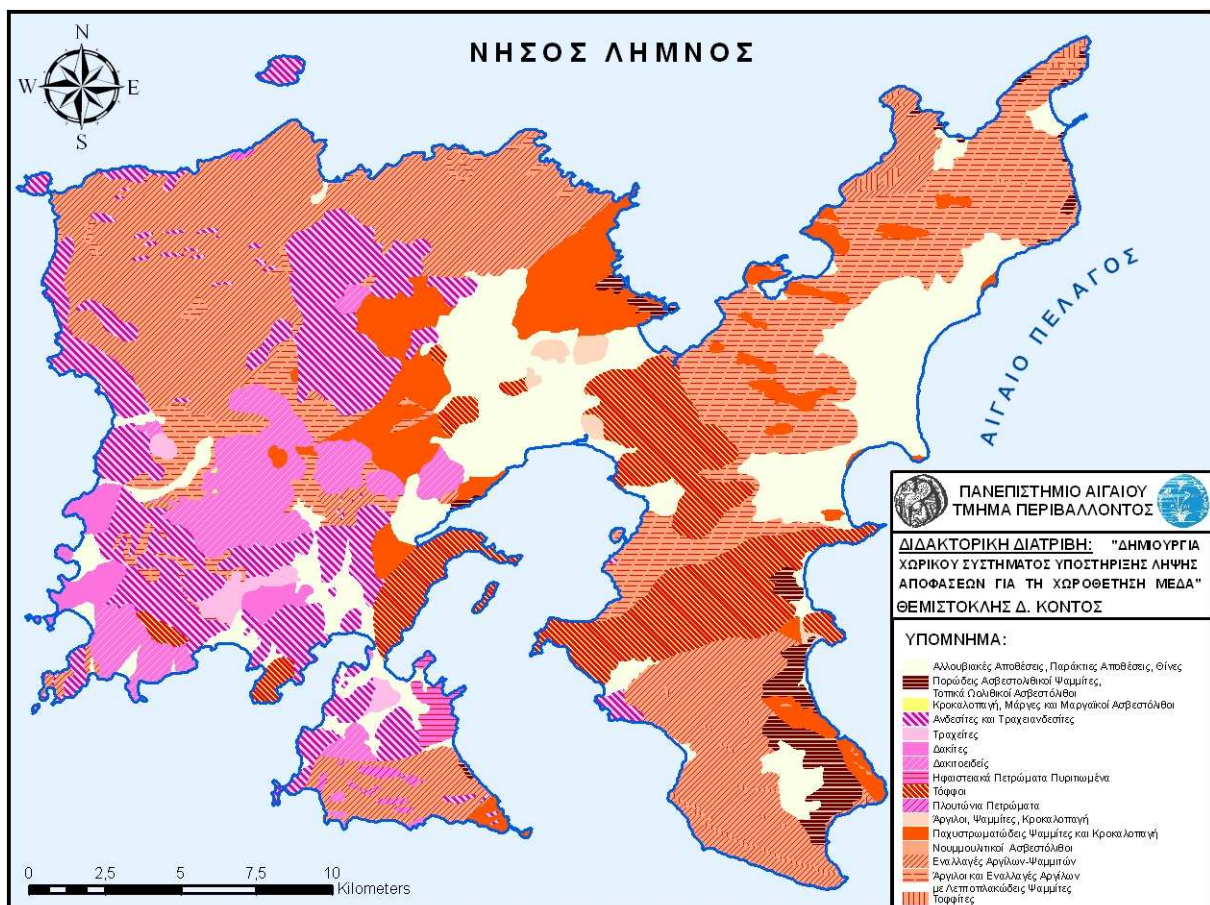 ΝΗΣΟΣ ΛΗΜΝΟΣ
N
W E
S
ΑΙΓΑΙΟ ΠΕΛΑΓΟΣ
ΠΑΝΕΠΙΣΤΗΜΙΟ ΑΙΓΑΙΟΥ
ΤΜΗΜΑ ΠΕΡΙΒΑΛΛΟΝΤΟΣ
ΔΙΔΑΚΤΟΡΙΚΗ ΔΙΑΤΡΙΒΗ: "ΔΗΜΙΟΥΡΓΙΑ
ΧΩΡΙΚΟΥ ΣΥΣΤΗΜΑΤΟΣ ΥΠΟΣΤΗΡΙΞΗΣ ΛΗΨΗΣ
ΑΠΟΦΑΣΕΩΝ ΓΙΑ ΤΗ ΧΩΡΟΘΕΤΗΣΗ ΜΕΔΑ"
ΘΕΜΙΣΤΟΚΛΗΣ Δ. ΚΟΝΤΟΣ
ΥΠΟΜΝΗΜΑ:
Αλλουβιακές Αποθέσεις, Παράκτιες Αποθέσεις, Θίνες
Πορώδεις Ασβεστολιθικοί Ψαμμίτες,
Τοπικά Ωολιθικοί Ασβεστόλιθοι
Κροκαλοπαγή, Μάργες και Μαργαϊκοί Ασβεστόλιθοι
Ανδεσίτες και Τραχειανδεσίτες
Τραχείτες
Δακίτες
Δακιτοειδείς
Ηφαιστειακά Πετρώματα Πυριτιωμένα
Τόφφοι
Πλουτώνια Πετρώματα
Άργιλοι, Ψαμμίτες, Κροκαλοπαγή
Παχυστρωματώδεις Ψαμμίτες και Κροκαλοπαγή
Νουμμουλιτικοί Ασβεστόλιθοι
Εναλλαγές Αργίλων-Ψαμμιτών
Άργιλοι και Εναλλαγές Αργίλων
με Λεπτοπλακώδεις Ψαμμίτες
Τοφφίτες
0 2,5 5 7,5 10
Kilometers